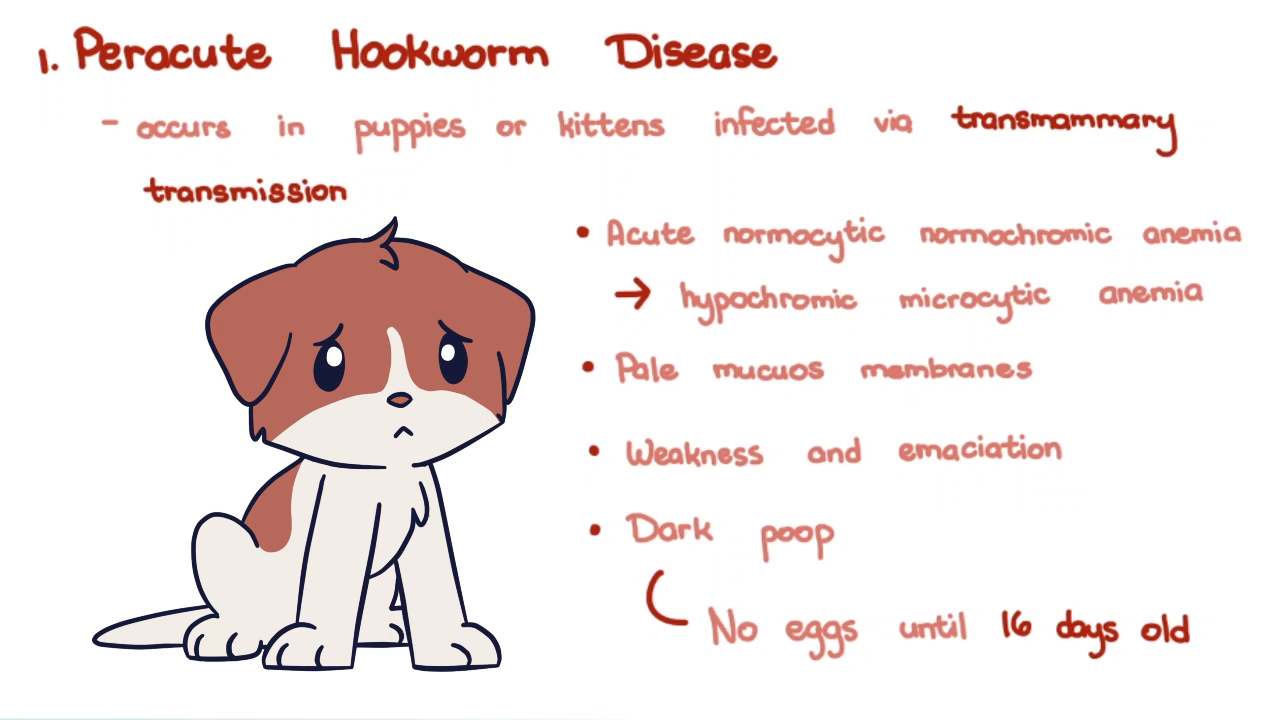 1. Peracute Hookworm Disease
- occurs in puppies or kittens infected via transmammary
transmission
• Acute normocytic normochromic anemia
→ hypochromic microcytic anemia
• Pale mucuos membranes
• Weakness and emaciation
• Dark poop
No eggs until 16 days old